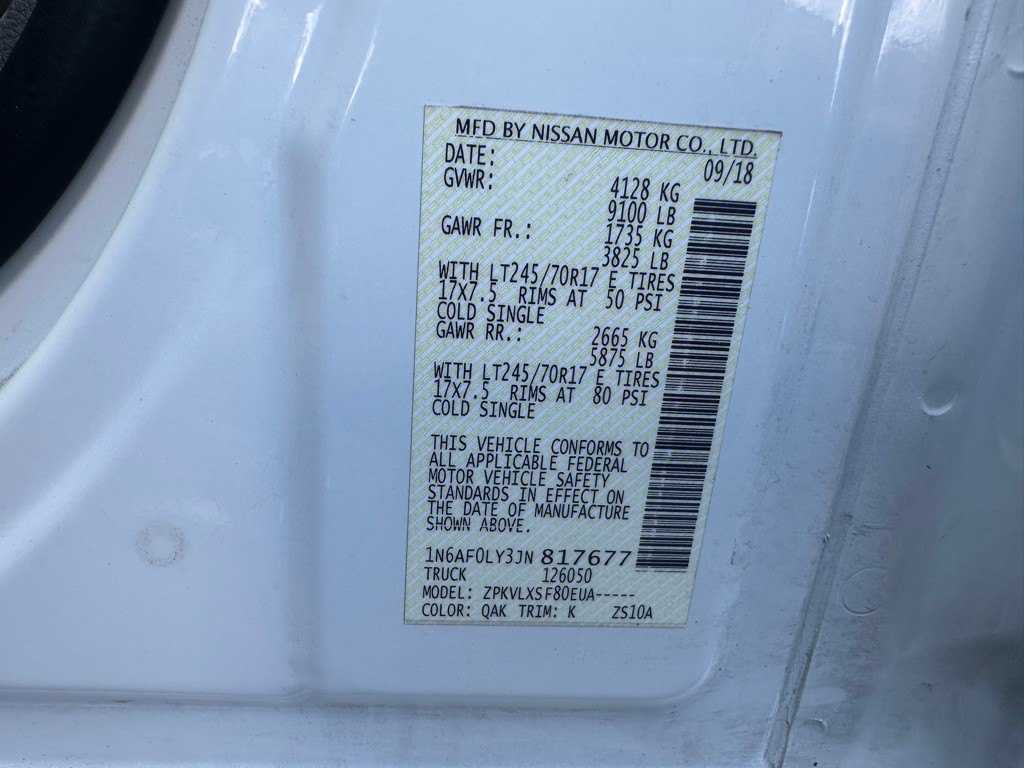 MFD BY NISSAN MOTOR CO., LTD.
DATE: 09/18
GVWR: 4128 KG
9100 LB
GAWR FR.: 1735 KG
3825 LB
WITH LT245/70R17 E TIRES
17X7.5 RIMS AT 50 PSI
COLD SINGLE
GAWR RR.: 2665 KG
5875 LB
WITH LT245/70R17 E TIRES
17X7.5 RIMS AT 80 PSI
COLD SINGLE
THIS VEHICLE CONFORMS TO
ALL APPLICABLE FEDERAL
MOTOR VEHICLE SAFETY
STANDARDS IN EFFECT ON
THE DATE OF MANUFACTURE
SHOWN ABOVE.
1N6AF0LY3JN 817677
TRUCK 126050
MODEL: ZPKVLXSF80EUA-----
COLOR: QAK TRIM: K ZS10A